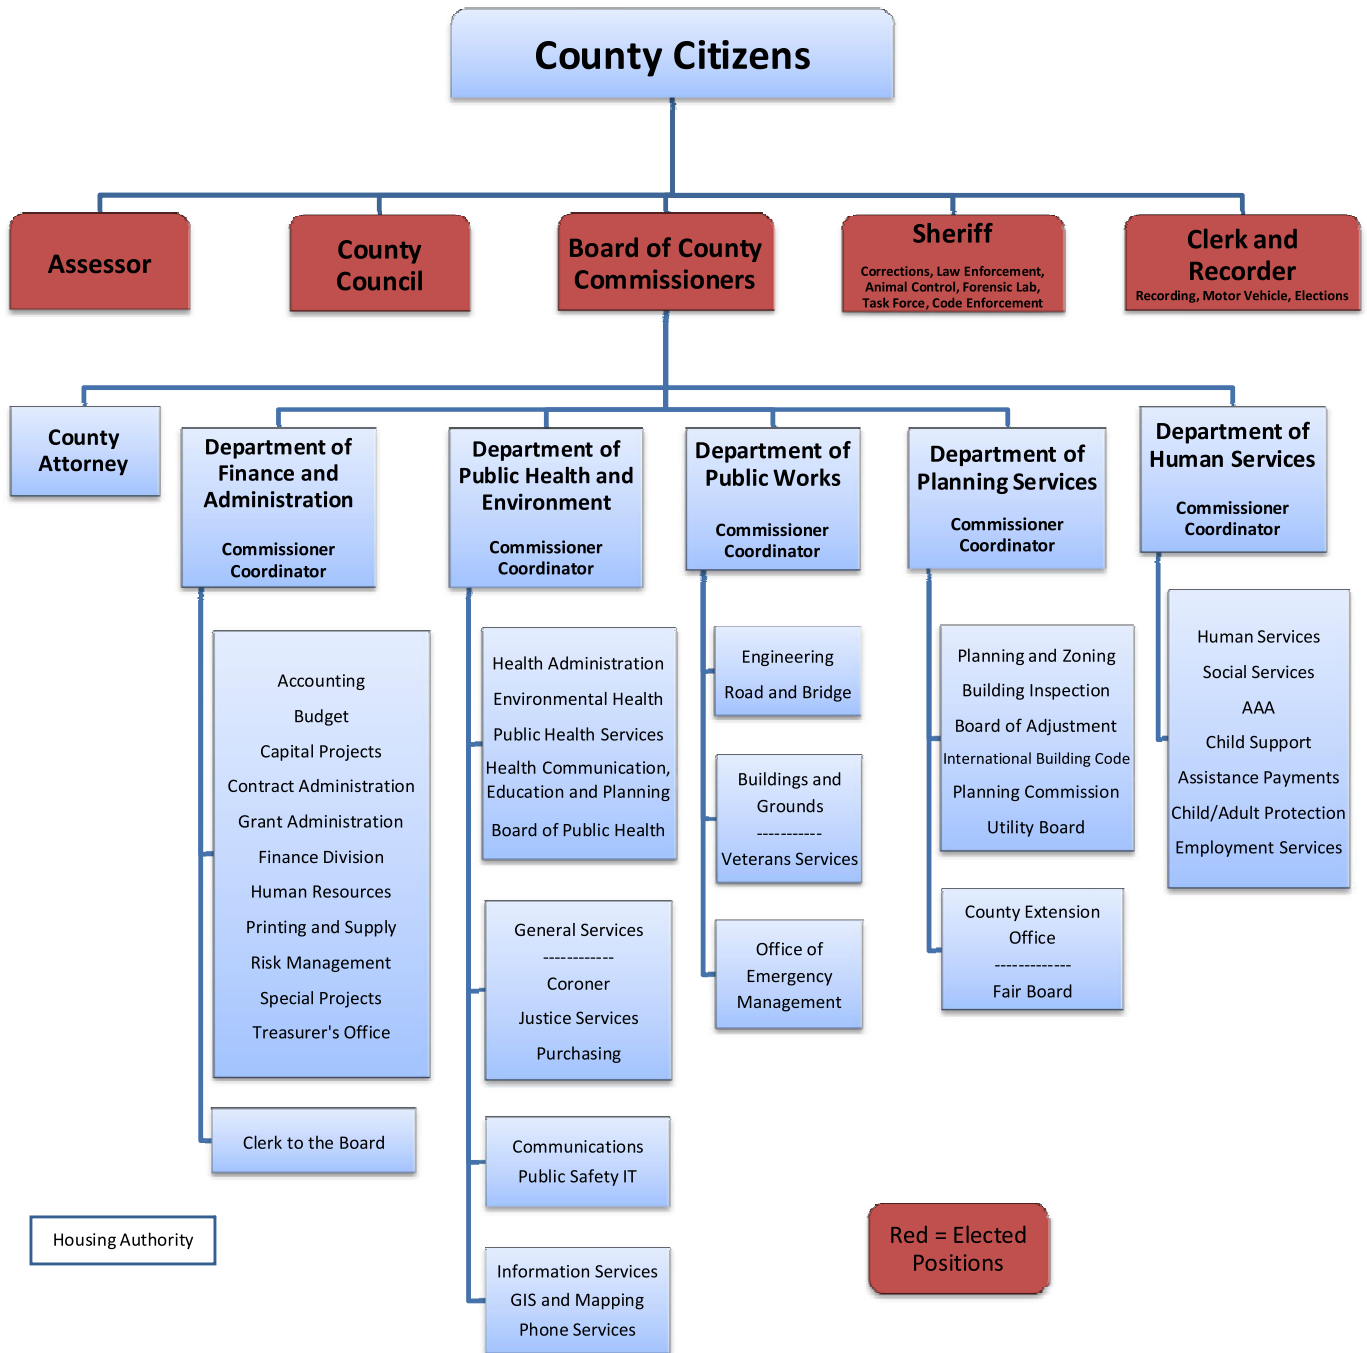 County Citizens
Assessor
County
Council
Board of County
Commissioners
Sheriff
Corrections, Law Enforcement,
Animal Control, Forensic Lab,
Task Force, Code Enforcement
Clerk and
Recorder
Recording, Motor Vehicle, Elections
County
Attorney
Department of
Finance and
Administration
Commissioner
Coordinator
Department of
Public Health and
Environment
Commissioner
Coordinator
Department of
Public Works
Commissioner
Coordinator
Department of
Planning Services
Commissioner
Coordinator
Department of
Human Services
Commissioner
Coordinator
Accounting
Budget
Capital Projects
Contract Administration
Grant Administration
Finance Division
Human Resources
Printing and Supply
Risk Management
Special Projects
Treasurer's Office
Clerk to the Board
Health Administration
Environmental Health
Public Health Services
Health Communication,
Education and Planning
Board of Public Health
General Services
------------
Coroner
Justice Services
Purchasing
Communications
Public Safety IT
Information Services
GIS and Mapping
Phone Services
Engineering
Road and Bridge
Buildings and
Grounds
-----------
Veterans Services
Office of
Emergency
Management
Planning and Zoning
Building Inspection
Board of Adjustment
International Building Code
Planning Commission
Utility Board
County Extension
Office
-------------
Fair Board
Human Services
Social Services
AAA
Child Support
Assistance Payments
Child/Adult Protection
Employment Services
Housing Authority
Red = Elected
Positions